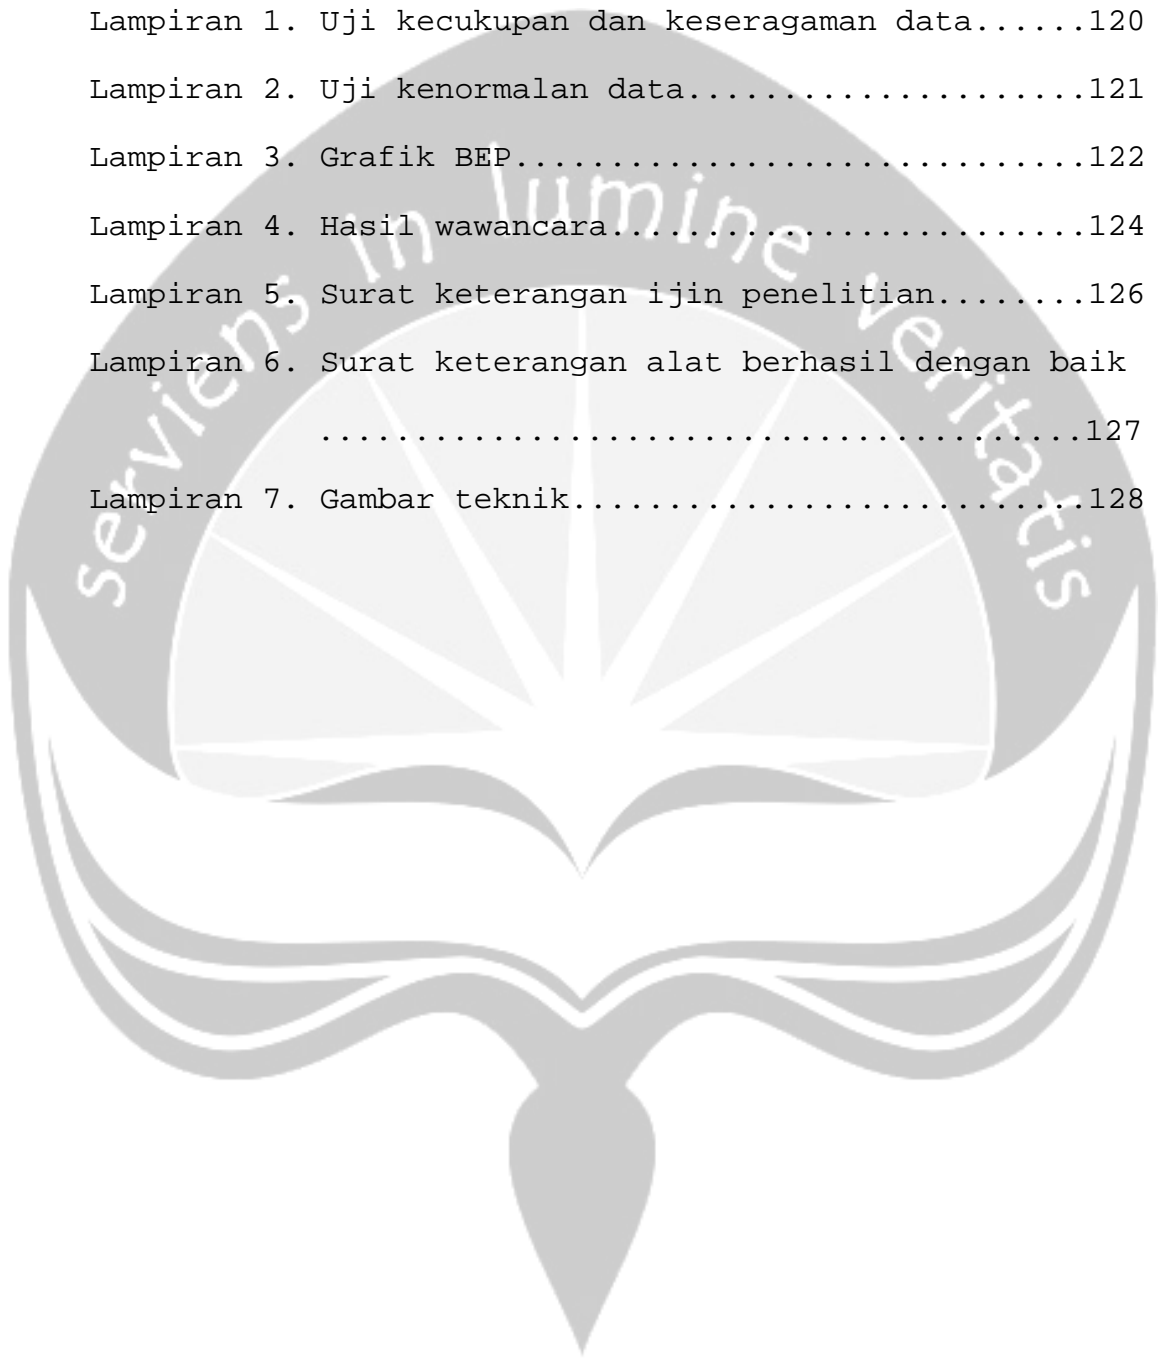 Lampiran 1. Uji kecukupan dan keseragaman data......120
Lampiran 2. Uji kenormalan data.....................121
Lampiran 3. Grafik BEP..............................122
Lampiran 4. Hasil wawancara.........................124
Lampiran 5. Surat keterangan ijin penelitian........126
Lampiran 6. Surat keterangan alat berhasil dengan baik
........................................127
Lampiran 7. Gambar teknik...........................128
serviens in lumine veritatis